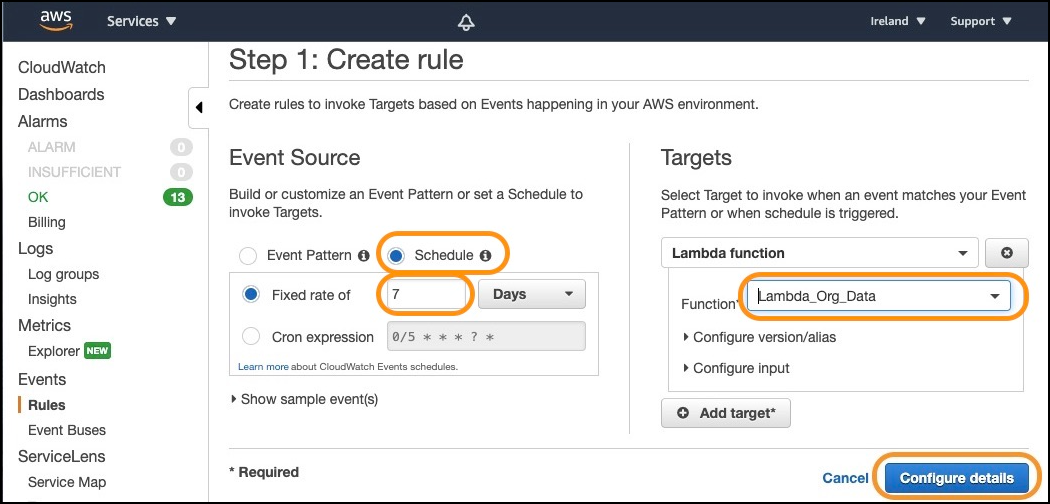 aws Services Ireland Support
CloudWatch
Dashboards
Alarms
ALARM 0
INSUFFICIENT 0
OK 13
Billing
Logs
Log groups
Insights
Metrics
Explorer NEW
Events
Rules
Event Buses
ServiceLens
Service Map
Step 1: Create rule
Create rules to invoke Targets based on Events happening in your AWS environment.
Event Source
Build or customize an Event Pattern or set a Schedule to
invoke Targets.
Event Pattern Schedule
Fixed rate of 7 Days
Cron expression 0/5 * * * ? *
Learn more about CloudWatch Events schedules.
Show sample event(s)
Targets
Select Target to invoke when an event matches your Event
Pattern or when schedule is triggered.
Lambda function
Function* Lambda_Org_Data
Configure version/alias
Configure input
Add target*
* Required
Cancel Configure details